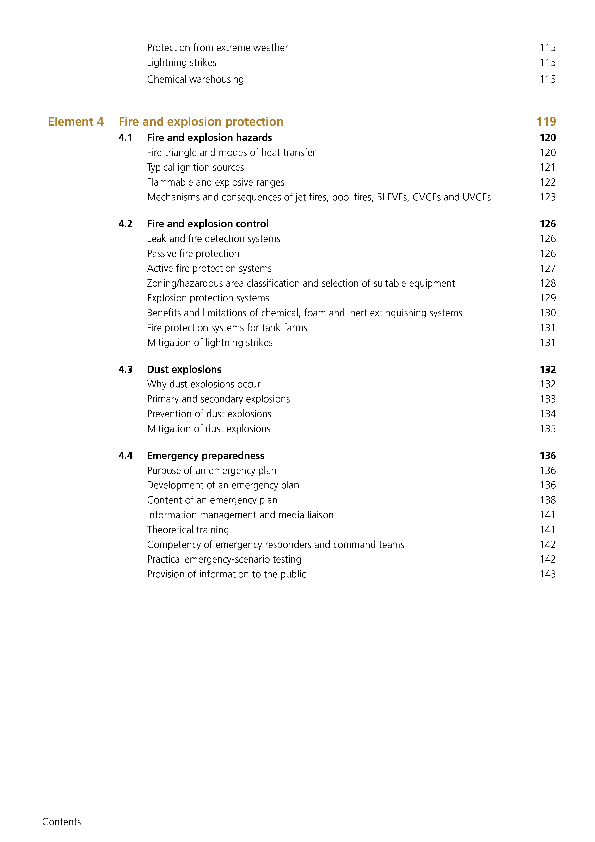 Protection from extreme weather 115
Lightning strikes 115
Chemical warehousing 115
Element 4 Fire and explosion protection 119
4.1 Fire and explosion hazards 120
Fire triangle and modes of heat transfer 120
Typical ignition sources 121
Flammable and explosive ranges 122
Mechanisms and consequences of jet fires, pool fires, BLEVEs, CVCEs and UVCEs 123
4.2 Fire and explosion control 126
Leak and fire detection systems 126
Passive fire protection 126
Active fire protection systems 127
Zoning/hazardous area classification and selection of suitable equipment 128
Explosion protection systems 129
Benefits and limitations of chemical, foam and inert extinguishing systems 130
Fire protection systems for tank farms 131
Mitigation of lightning strikes 131
4.3 Dust explosions 132
Why dust explosions occur 132
Primary and secondary explosions 133
Prevention of dust explosions 134
Mitigation of dust explosions 135
4.4 Emergency preparedness 136
Purpose of an emergency plan 136
Development of an emergency plan 136
Content of an emergency plan 138
Information management and media liaison 141
Theoretical training 141
Competency of emergency responders and command teams 142
Practical emergency-scenario testing 142
Provision of information to the public 143
Contents